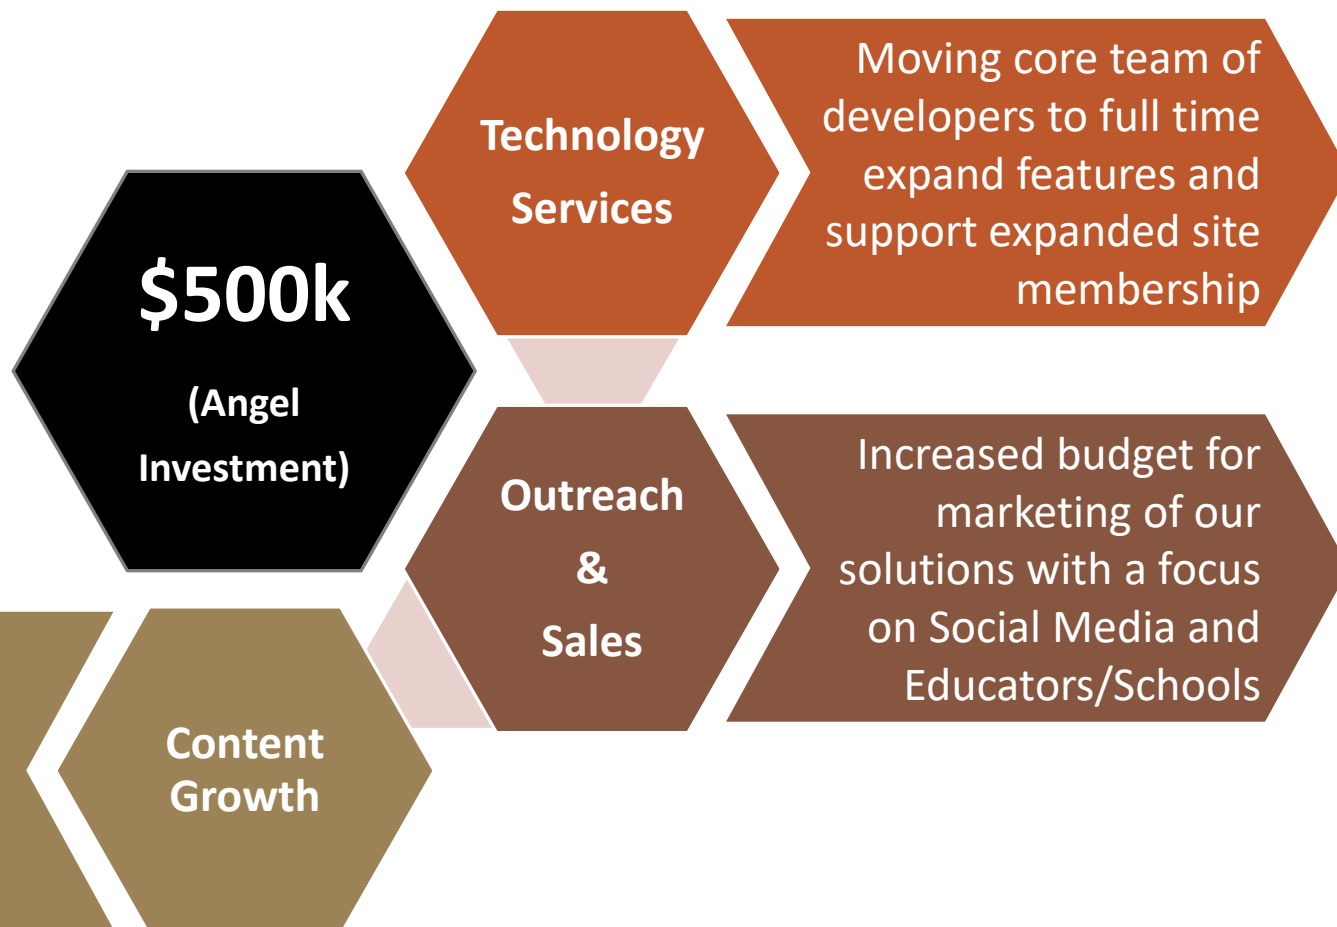 $500k
(Angel
Investment)
Technology
Services
Moving core team of
developers to full time
expand features and
support expanded site
membership
Outreach
&
Sales
Increased budget for
marketing of our
solutions with a focus
on Social Media and
Educators/Schools
Content
Growth